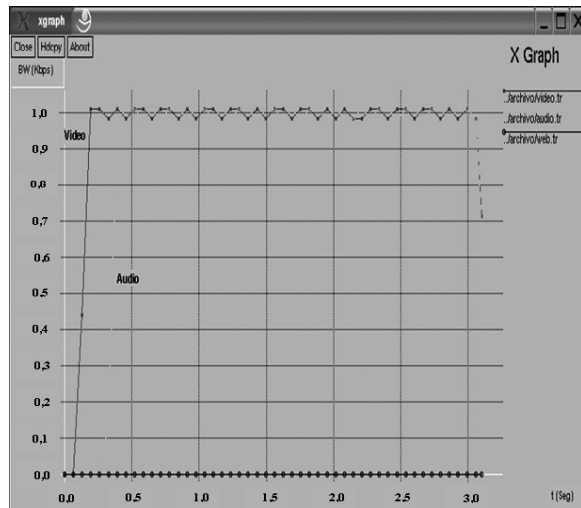 X xgraph
Close Hdcpy About
BW (Kbps)
X Graph
../archivo/video.tr
../archivo/audio.tr
../archivo/web.tr
1,0
Vídeo
0,9
0,8
0,7
0,6
Audio
0,5
0,4
0,3
0,2
0,1
0,0
0,0 0,5 1,0 1,5 2,0 2,5 3,0
t (Seg)